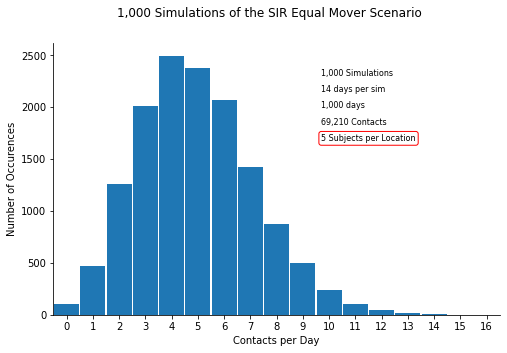 1,000 Simulations of the SIR Equal Mover Scenario
2500
2000
1500
1000
500
0
Number of Occurences
1,000 Simulations
14 days per sim
1,000 days
69,210 Contacts
5 Subjects per Location
0 1 2 3 4 5 6 7 8 9 10 11 12 13 14 15 16
Contacts per Day